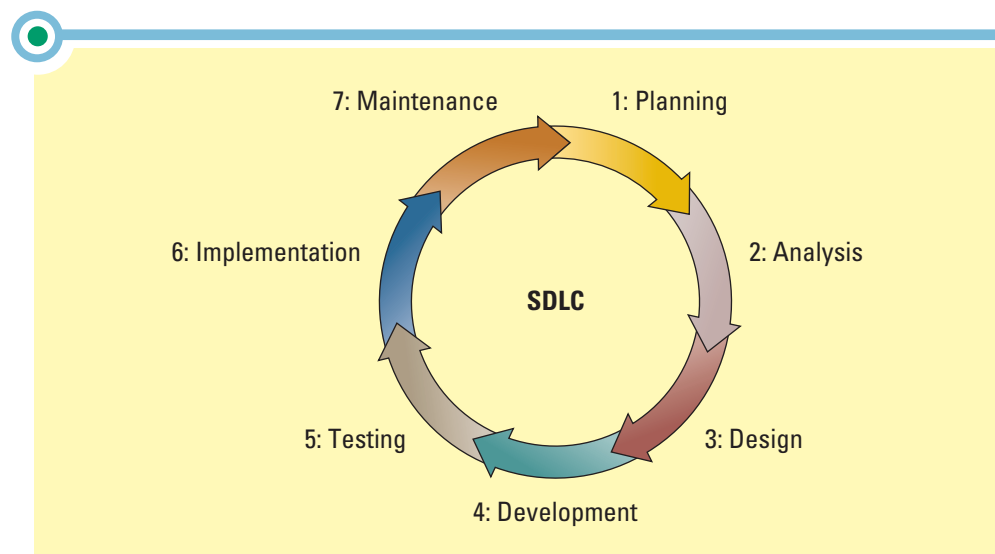 7: Maintenance
1: Planning
6: Implementation
2: Analysis
SDLC
5: Testing
3: Design
4: Development